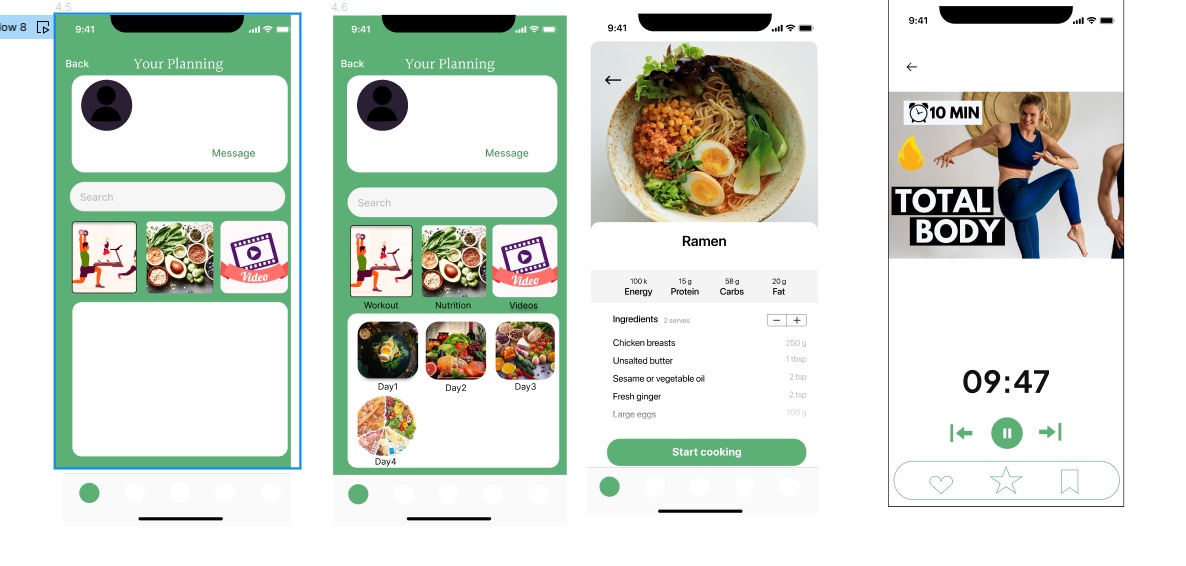 4.5
low 8
9:41
Back
Your Planning
Message
Search
Video
4.6
9:41
Back
Your Planning
Message
Search
Video
Workout
Nutrition
Videos
Day1
Day2
Day3
Day4
9:41
Ramen
100 k
15 g
58 g
20 g
Energy
Protein
Carbs
Fat
Ingredients 2 serves
Chicken breasts 250 g
Unsalted butter 1 tbsp
Sesame or vegetable oil 2 tsp
Fresh ginger 2 tsp
Large eggs 100 g
Start cooking
9:41
10 MIN
TOTAL
BODY
09:47